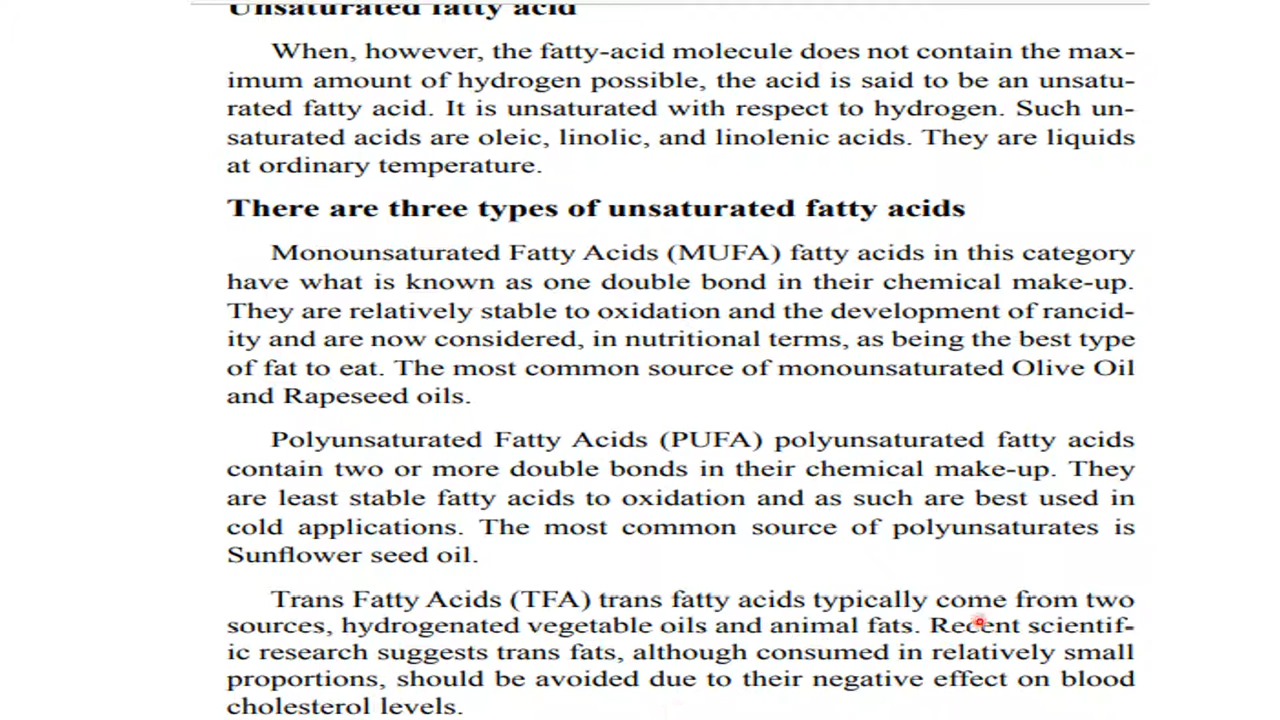 Unsaturated fatty acid
When, however, the fatty-acid molecule does not contain the max-
imum amount of hydrogen possible, the acid is said to be an unsatu-
rated fatty acid. It is unsaturated with respect to hydrogen. Such un-
saturated acids are oleic, linolic, and linolenic acids. They are liquids
at ordinary temperature.
There are three types of unsaturated fatty acids
Monounsaturated Fatty Acids (MUFA) fatty acids in this category
have what is known as one double bond in their chemical make-up.
They are relatively stable to oxidation and the development of rancid-
ity and are now considered, in nutritional terms, as being the best type
of fat to eat. The most common source of monounsaturated Olive Oil
and Rapeseed oils.
Polyunsaturated Fatty Acids (PUFA) polyunsaturated fatty acids
contain two or more double bonds in their chemical make-up. They
are least stable fatty acids to oxidation and as such are best used in
cold applications. The most common source of polyunsaturates is
Sunflower seed oil.
Trans Fatty Acids (TFA) trans fatty acids typically come from two
sources, hydrogenated vegetable oils and animal fats. Recent scientif-
ic research suggests trans fats, although consumed in relatively small
proportions, should be avoided due to their negative effect on blood
cholesterol levels.